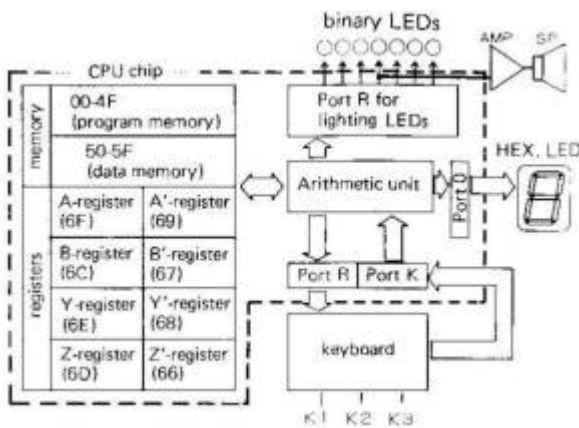 binary LEDs
AMP
SP
CPU chip
memory
00-4F
(program memory)
50-5F
(data memory)
registers
A-register
(6F)
A'-register
(69)
B-register
(6C)
B'-register
(67)
Y-register
(6E)
Y'-register
(68)
Z-register
(6D)
Z'-register
(66)
Port R for
lighting LEDs
Arithmetic unit
Port O
HEX. LED
Port R
Port K
keyboard
K1
K2
K3